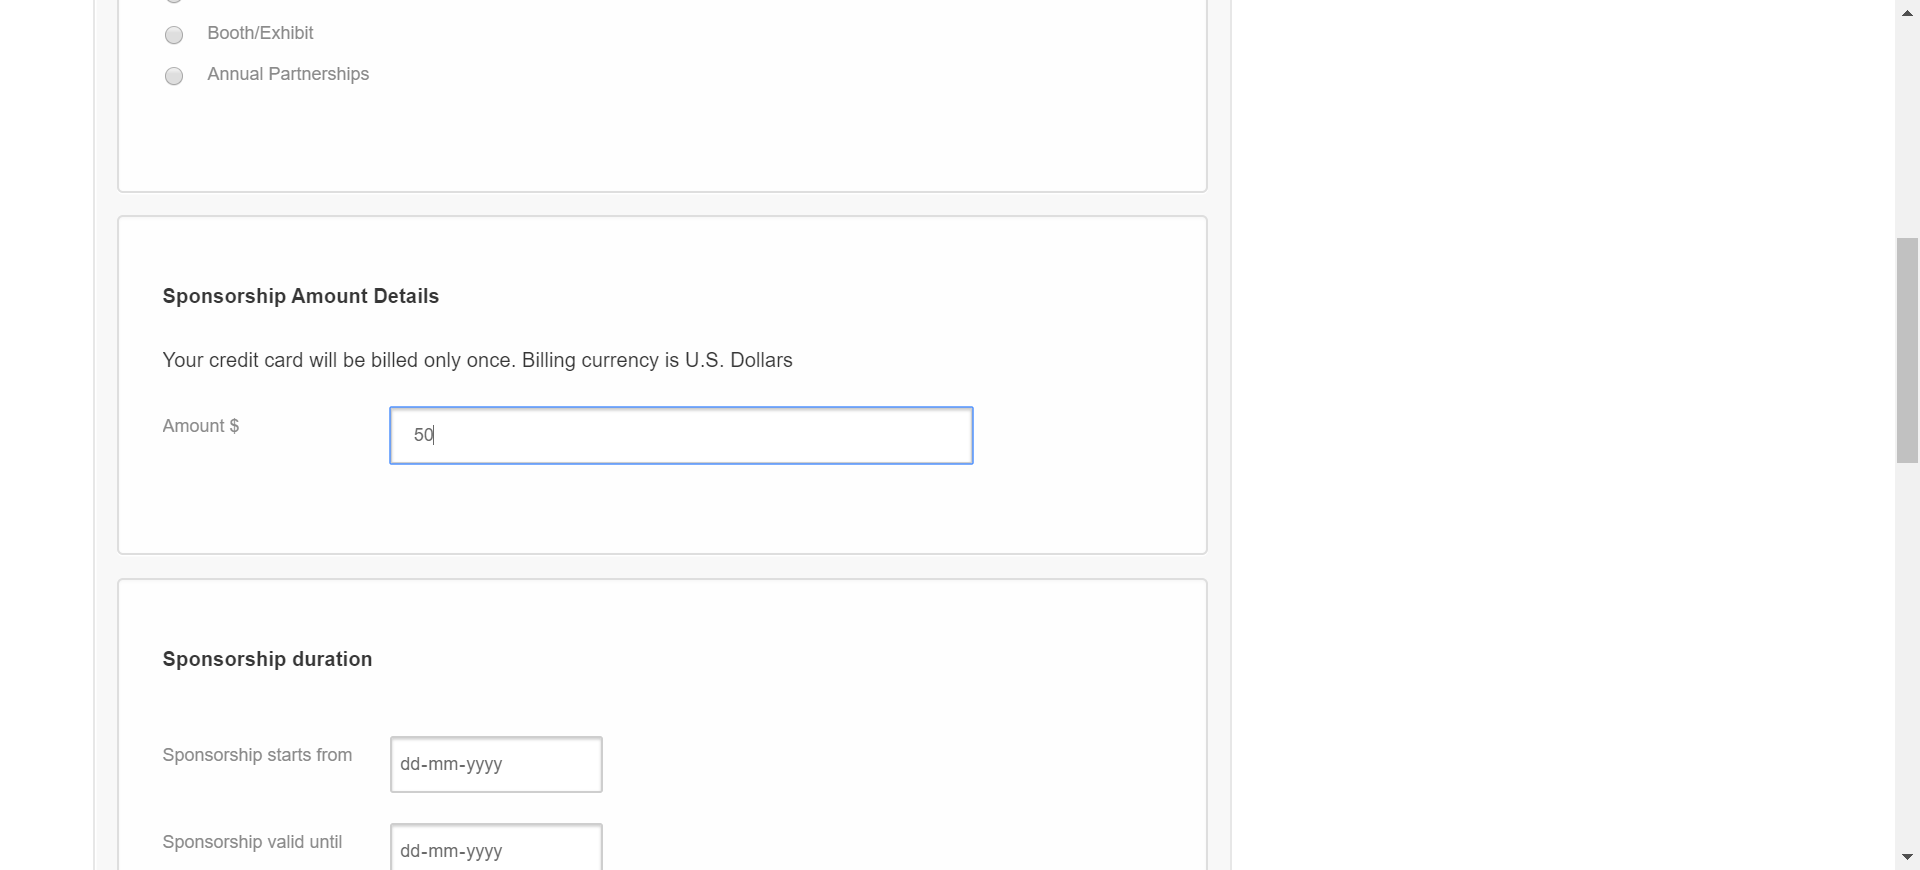 Booth/Exhibit
Annual Partnerships
Sponsorship Amount Details
Your credit card will be billed only once. Billing currency is U.S. Dollars
Amount $
50
Sponsorship duration
Sponsorship starts from
dd-mm-yyyy
Sponsorship valid until
dd-mm-yyyy